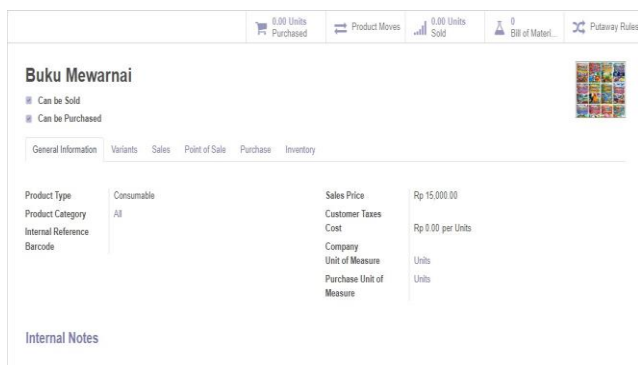 0.00 Units
Purchased
Product Moves
0.00 Units
Sold
0
Bill of Materi...
Putaway Rules
Buku Mewarnai
Can be Sold
Can be Purchased
General Information Variants Sales Point of Sale Purchase Inventory
Product Type Consumable
Product Category All
Internal Reference
Barcode
Sales Price Rp 15,000.00
Customer Taxes
Cost Rp 0.00 per Units
Company
Unit of Measure Units
Purchase Unit of Measure Units
Internal Notes